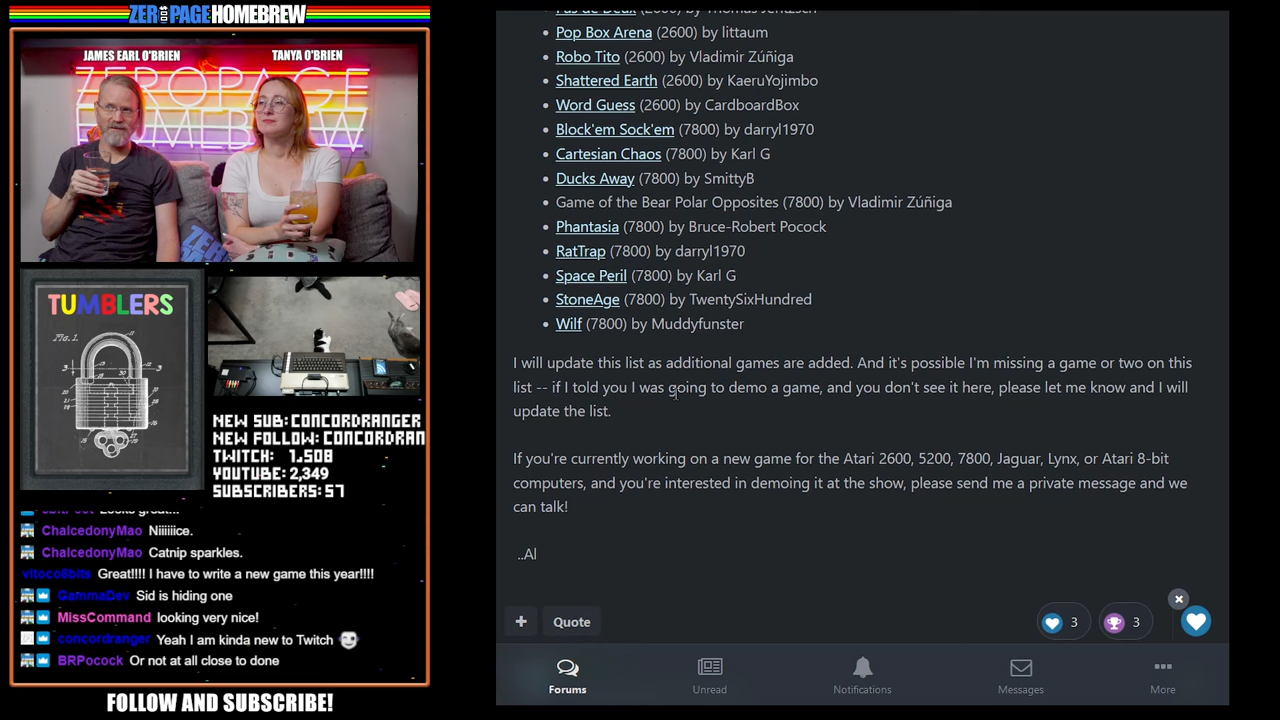 ZEROPAGE HOMEBREW
JAMES EARL O'BRIEN
TANYA O'BRIEN
ZEROPAGE
HOMEBREW
TUMBLERS
Fig. 1.
NEW SUB: CONCORDRANGER
NEW FOLLOW: CONCORDRAN
TWITCH: 1,508
YOUTUBE: 2,349
SUBSCRIBERS: 57
ChalcedonyMao Niiiiiice.
ChalcedonyMao Catnip sparkles.
vitoco8bits Great!!!! I have to write a new game this year!!!!
GammaDev Sid is hiding one
MissCommand looking very nice!
concordranger Yeah I am kinda new to Twitch
BRPocock Or not at all close to done
FOLLOW AND SUBSCRIBE!
Pas de Deux (2600) by Thomas Jentzsch
Pop Box Arena (2600) by littaum
Robo Tito (2600) by Vladimir Zúñiga
Shattered Earth (2600) by KaeruYojimbo
Word Guess (2600) by CardboardBox
Block'em Sock'em (7800) by darryl1970
Cartesian Chaos (7800) by Karl G
Ducks Away (7800) by SmittyB
Game of the Bear Polar Opposites (7800) by Vladimir Zúñiga
Phantasia (7800) by Bruce-Robert Pocock
RatTrap (7800) by darryl1970
Space Peril (7800) by Karl G
StoneAge (7800) by TwentySixHundred
Wilf (7800) by Muddyfunster
I will update this list as additional games are added. And it's possible I'm missing a game or two on this
list -- if I told you I was going to demo a game, and you don't see it here, please let me know and I will
update the list.
If you're currently working on a new game for the Atari 2600, 5200, 7800, Jaguar, Lynx, or Atari 8-bit
computers, and you're interested in demoing it at the show, please send me a private message and we
can talk!
..Al
+ Quote
3
3
Forums
Unread
Notifications
Messages
More